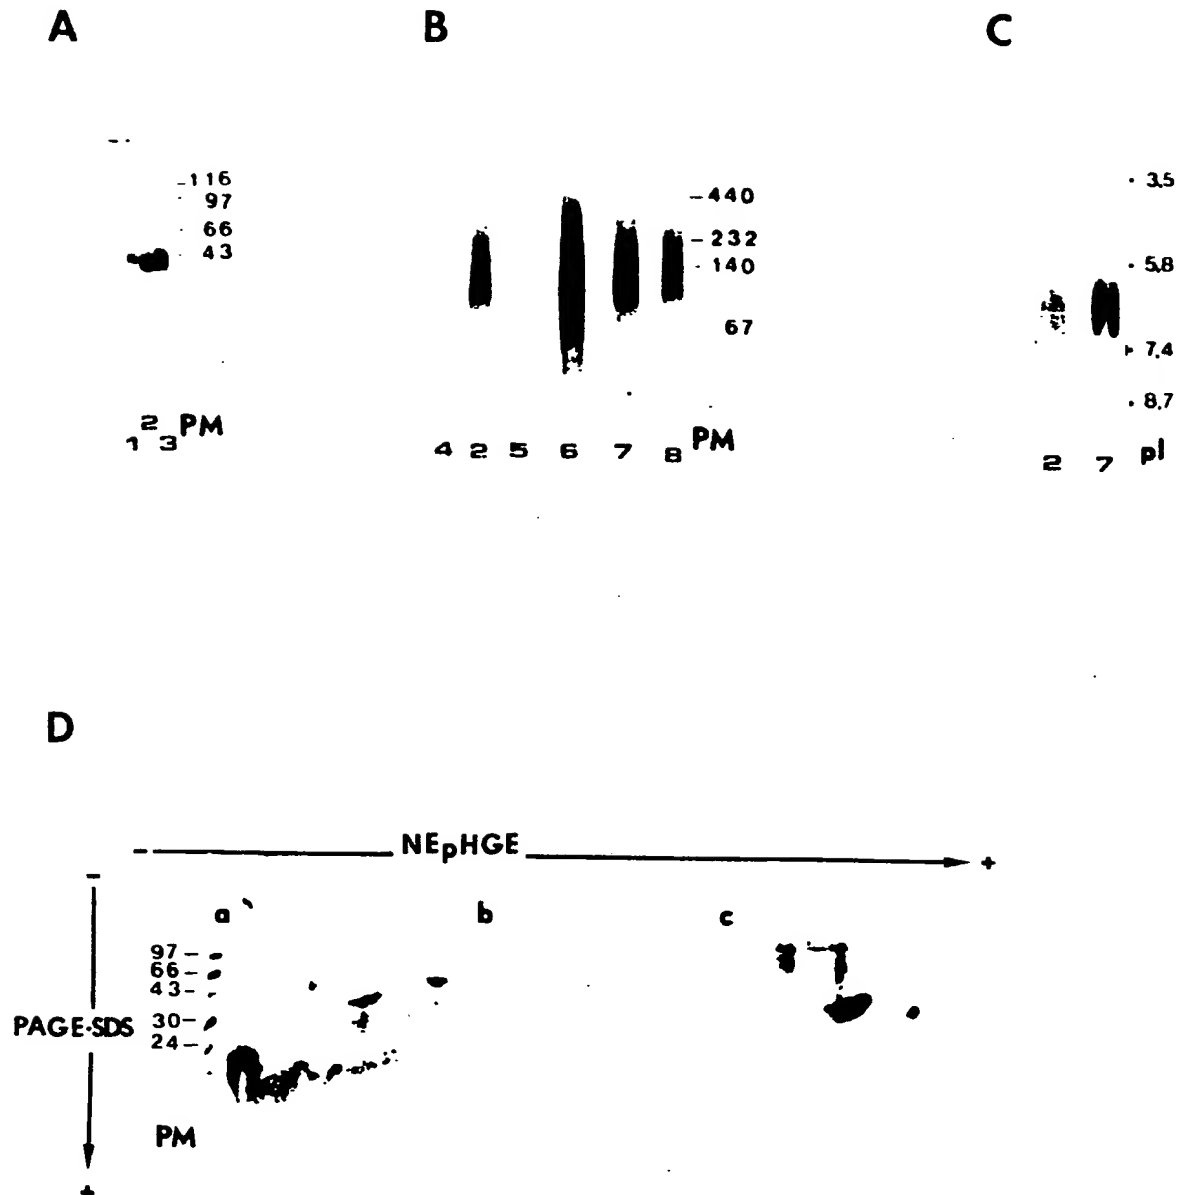 A
B
C
-116
97
66
43
1 2 3 PM
-440
-232
- 140
67
4 2 5 6 7 8 PM
3.5
5.8
7.4
8.7
2 7 pI
D
- NEpHGE +
-
a b c
97-
66-
43-
PAGE·SDS
30-
24-
PM
+